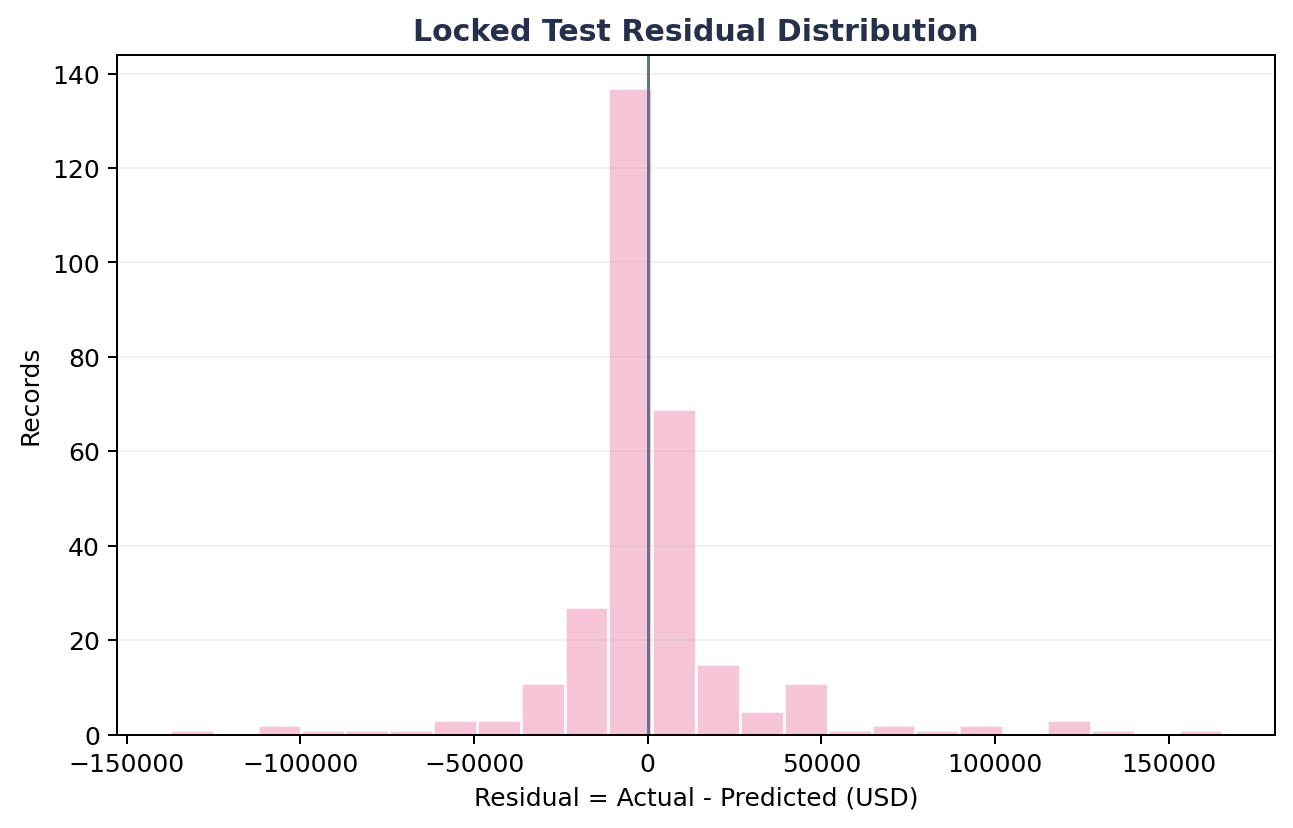 Locked Test Residual Distribution
140
120
100
80
60
40
20
0
Records
−150000 −100000 −50000 0 50000 100000 150000
Residual = Actual - Predicted (USD)